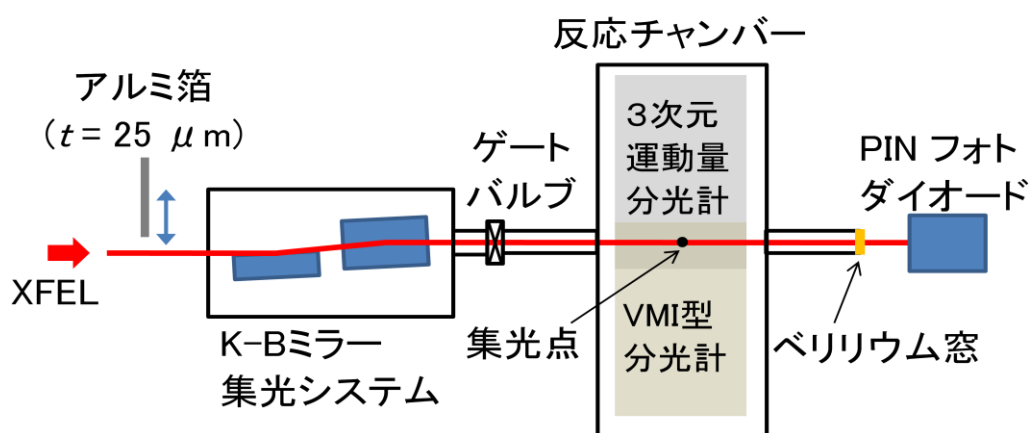 反応チャンバー
アルミ箔
(t = 25 μm)
ゲート
バルブ
3次元
運動量
分光計
PIN フォト
ダイオード
XFEL
K-Bミラー
集光システム
集光点
VMI型
分光計
ベリリウム窓